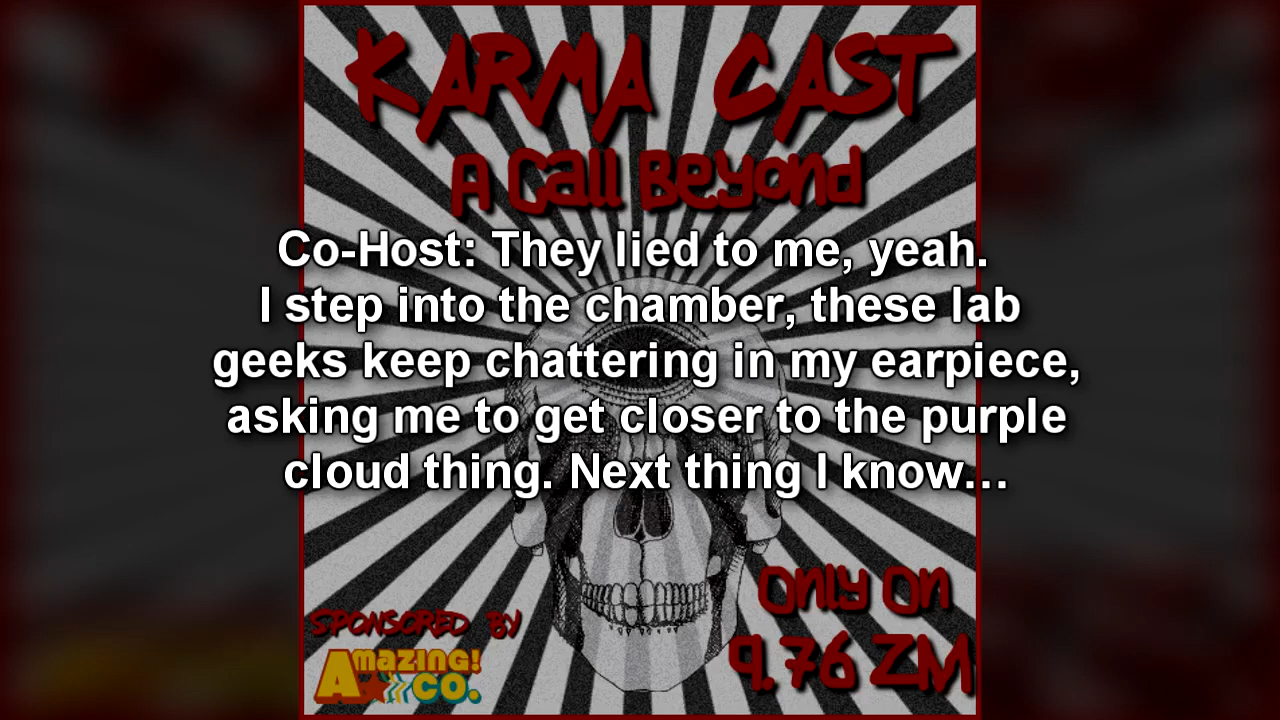 KARMA CAST
A Call Beyond
Co-Host: They lied to me, yeah.
I step into the chamber, these lab
geeks keep chattering in my earpiece,
asking me to get closer to the purple
cloud thing. Next thing I know…
Only On
9.76 ZM
SPONSORED BY
Amazing!
CO.